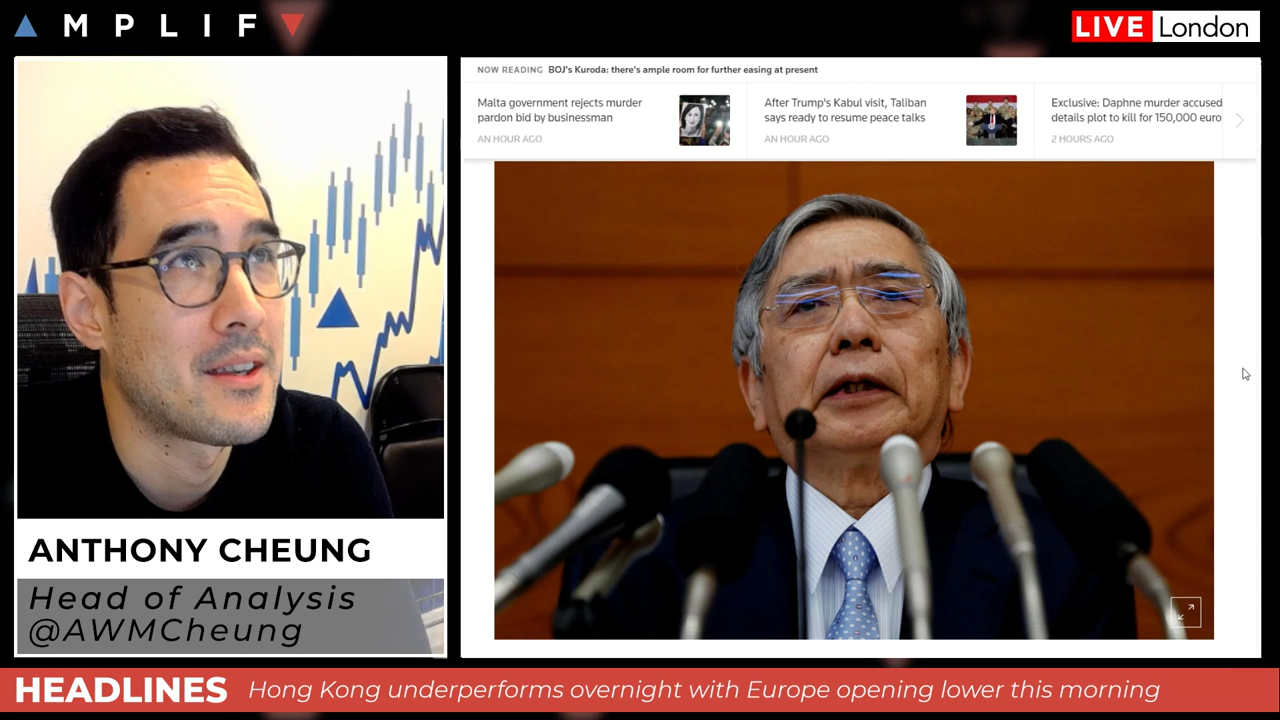 AMPLIFY
LIVE London
NOW READING BOJ's Kuroda: there's ample room for further easing at present
Malta government rejects murder
pardon bid by businessman
AN HOUR AGO
After Trump's Kabul visit, Taliban
says ready to resume peace talks
AN HOUR AGO
Exclusive: Daphne murder accused
details plot to kill for 150,000 euro
2 HOURS AGO
ANTHONY CHEUNG
Head of Analysis
@AWMCheung
HEADLINES Hong Kong underperforms overnight with Europe opening lower this morning